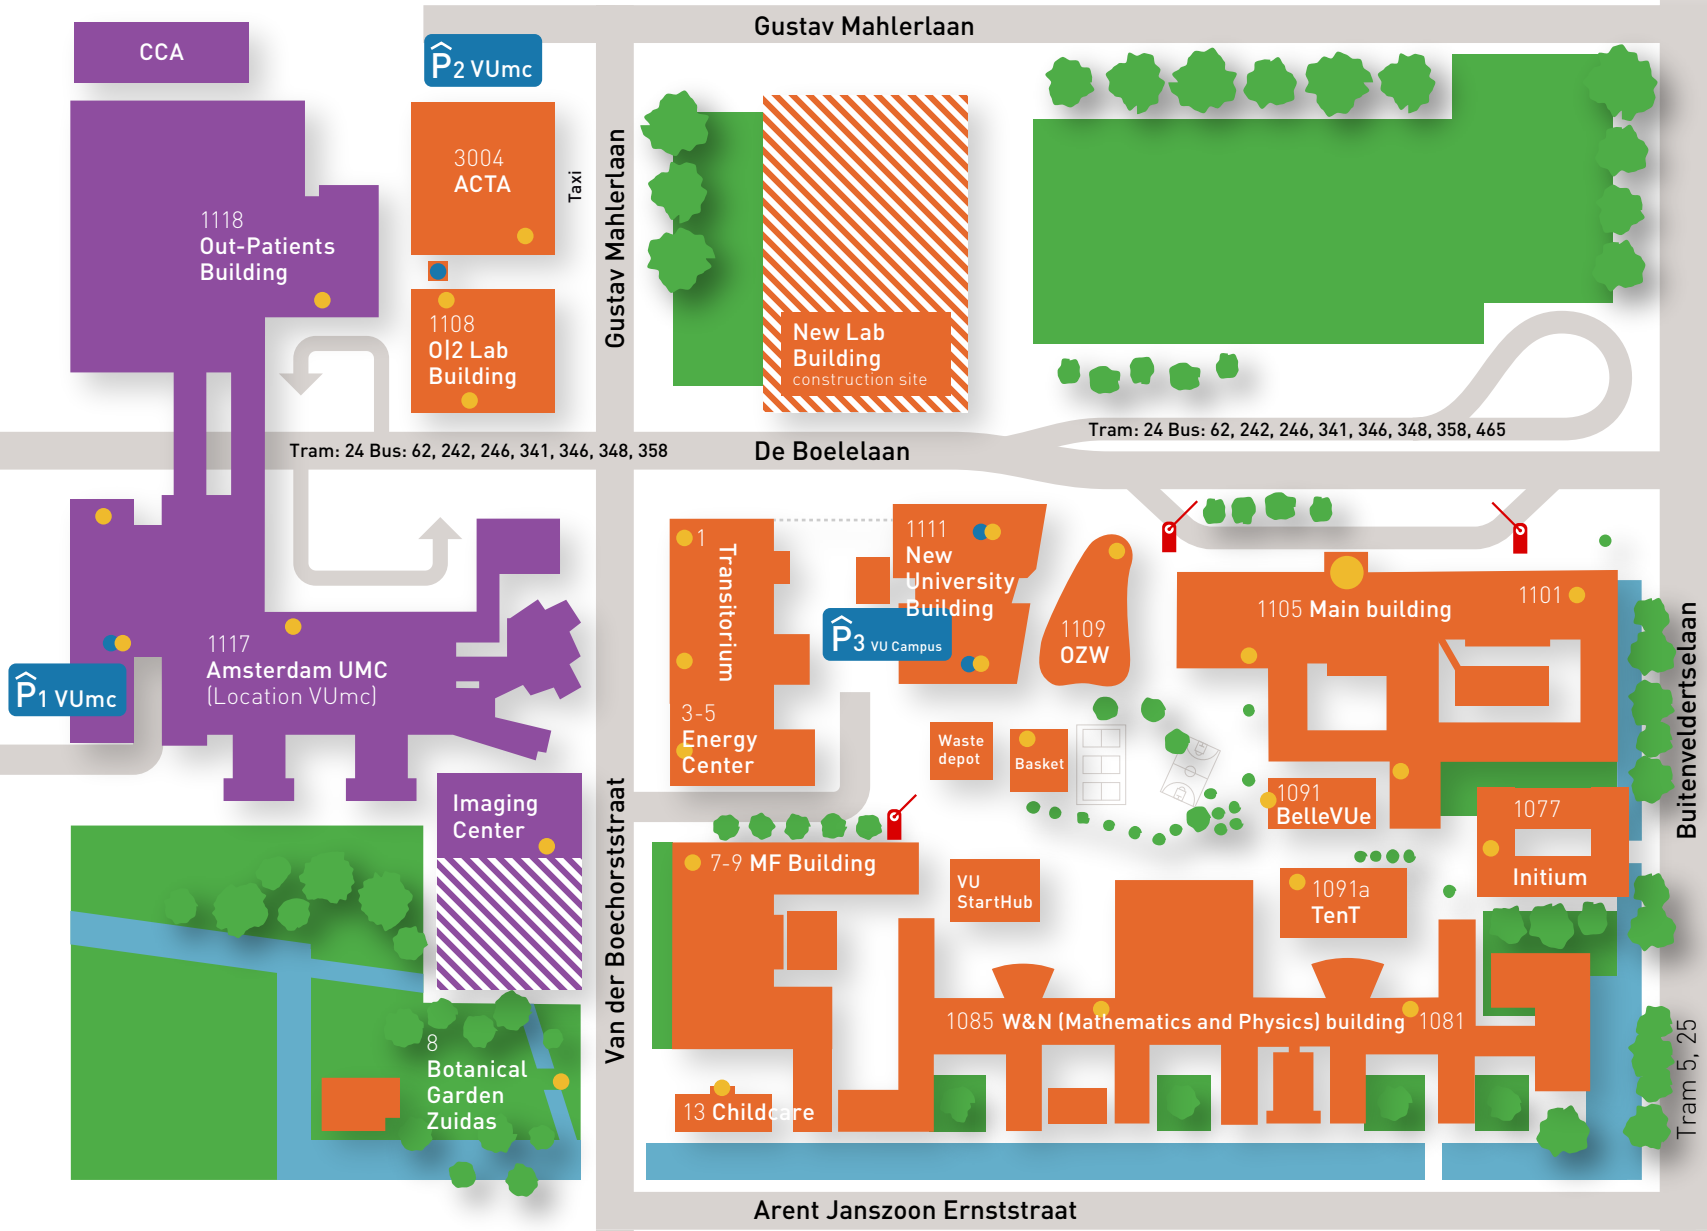 Gustav Mahlerlaan
CCA
P2 VUmc
3004
ACTA
Taxi
Gustav Mahlerlaan
1118
Out-Patients
Building
1108
O|2 Lab
Building
New Lab
Building
construction site
Tram: 24 Bus: 62, 242, 246, 341, 346, 348, 358
De Boelelaan
Tram: 24 Bus: 62, 242, 246, 341, 346, 348, 358, 465
1
Transitorium
1111
New
University
Building
P3 VU Campus
1109
OZW
1105 Main building
1101
Buitenveldertselaan
1117
Amsterdam UMC
(Location VUmc)
P1 VUmc
3-5
Energy
Center
Waste
depot
Basket
1091
BelleVUe
1077
Initium
Imaging
Center
Van der Boechorststraat
7-9 MF Building
VU
StartHub
1091a
TenT
1085 W&N (Mathematics and Physics) building 1081
8
Botanical
Garden
Zuidas
13 Childcare
Tram 5, 25
Arent Janszoon Ernststraat